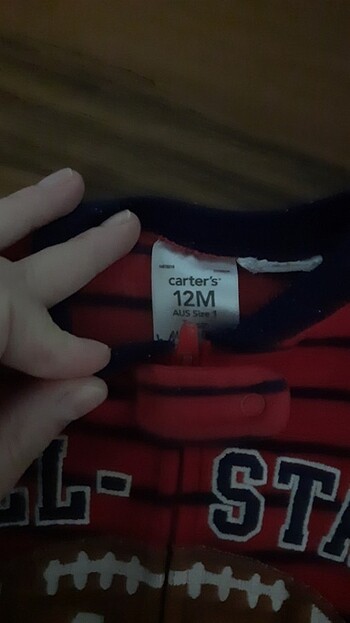 carter's
12M
AUS Size 1
LL- STA